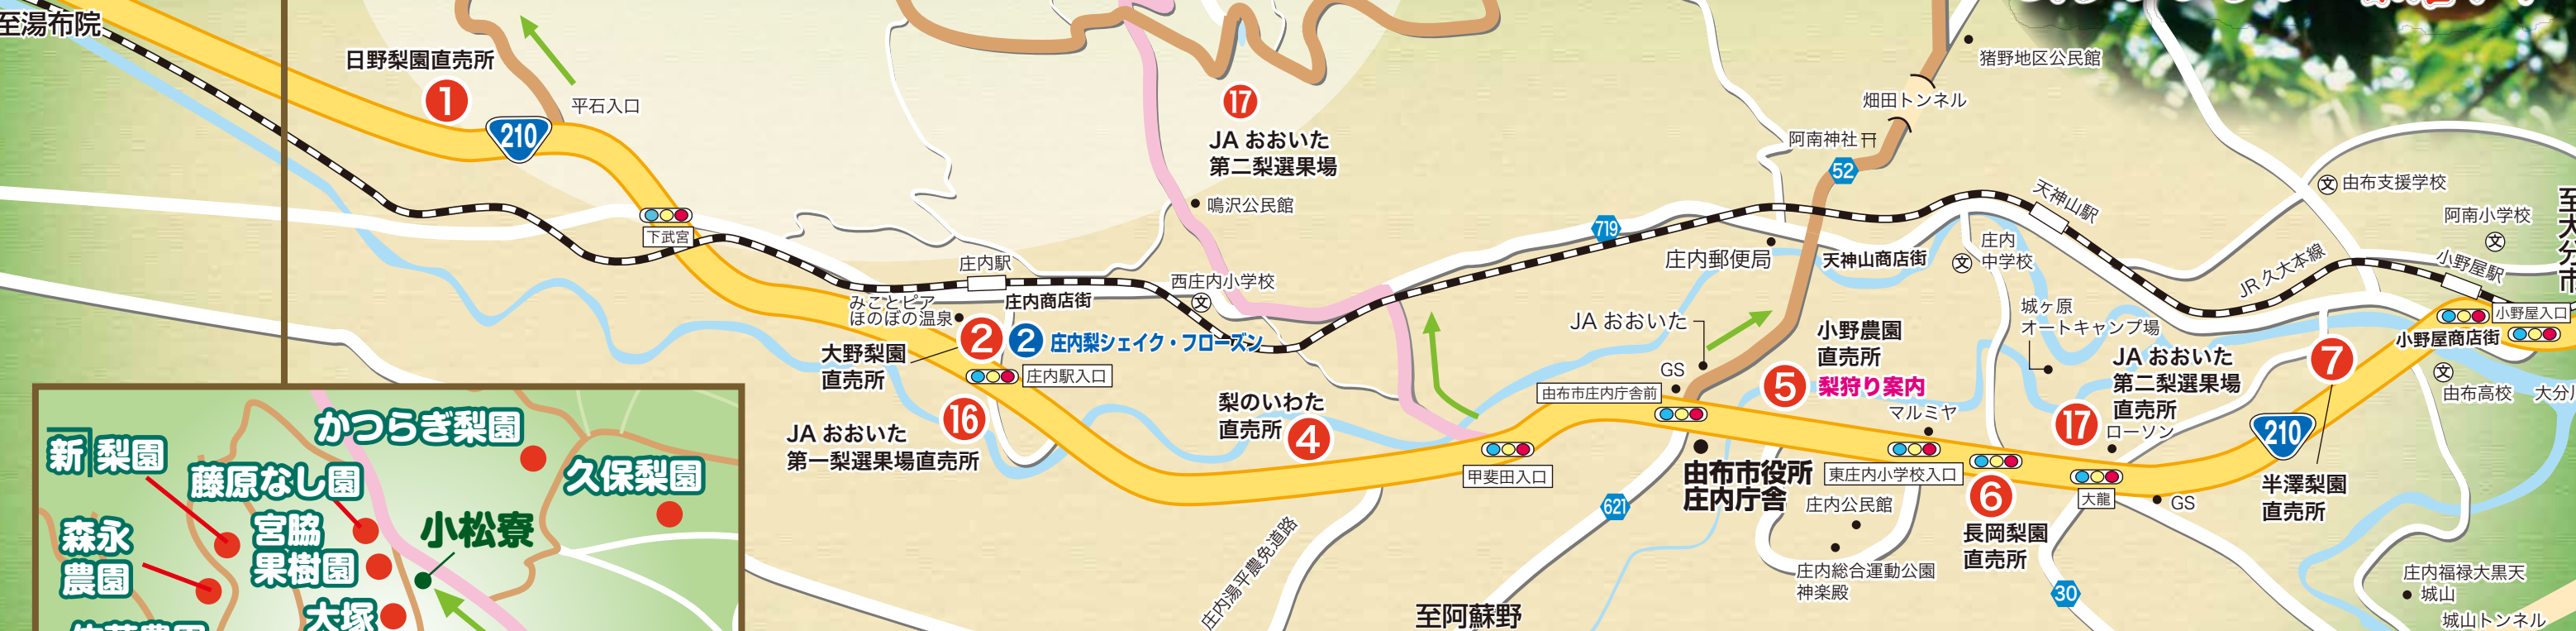 至湯布院
日野梨園直売所
1
210
平石入口
下武宮
17
JA おおいた
第二梨選果場
鳴沢公民館
庄内駅
庄内商店街
西庄内小学校
文
みことピア
ほのぼの温泉
2
2
庄内梨シェイク・フローズン
大野梨園
直売所
庄内駅入口
16
JA おおいた
第一梨選果場直売所
梨のいわた
直売所
4
甲斐田入口
庄内湯平農免道路
至阿蘇野
719
猪野地区公民館
畑田トンネル
阿南神社
52
庄内郵便局
天神山商店街
天神山駅
文
庄内
中学校
JA おおいた
GS
由布市庄内庁舎前
小野農園
直売所
5
梨狩り案内
マルミヤ
城ヶ原
オートキャンプ場
JA おおいた
第二梨選果場
直売所
17
ローソン
由布市役所
庄内庁舎
621
東庄内小学校入口
庄内公民館
庄内総合運動公園
神楽殿
6
長岡梨園
直売所
大龍
GS
30
210
7
半澤梨園
直売所
JR 久大本線
文
由布支援学校
阿南小学校
文
小野屋駅
至大分市
小野屋入口
小野屋商店街
文
由布高校
大分川
庄内福禄大黒天
城山
城山トンネル
新 梨園
かつらぎ梨園
藤原なし園
久保梨園
森永
農園
宮脇
果樹園
小松寮
大塚